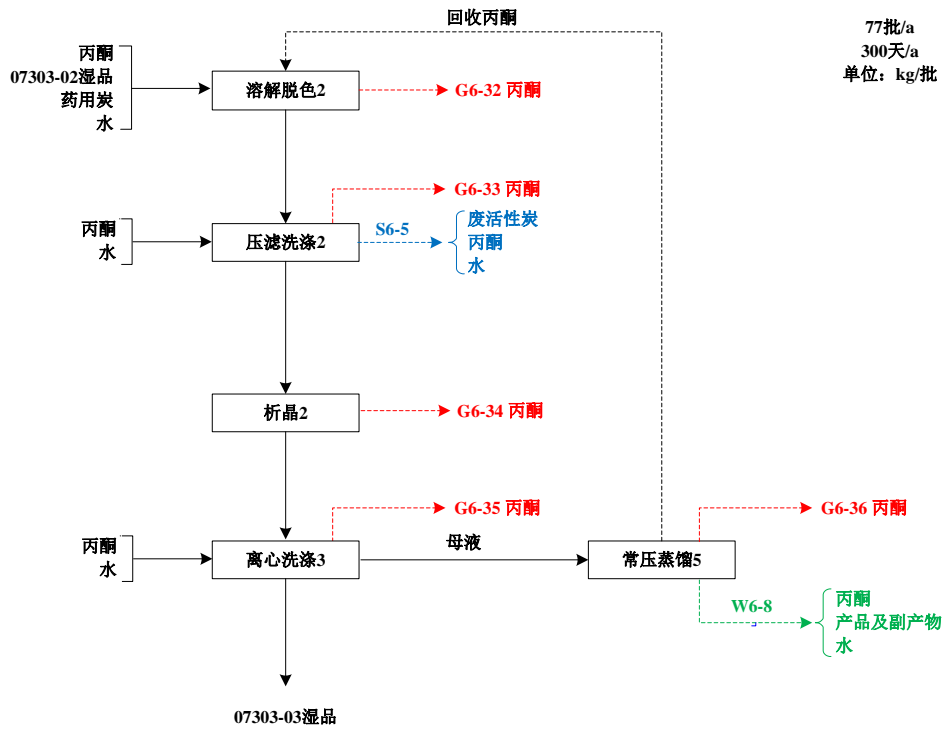 回收丙酮
77批/a
300天/a
单位：kg/批
丙酮
07303-02湿品
药用炭
水
溶解脱色2
G6-32 丙酮
G6-33 丙酮
丙酮
水
压滤洗涤2
S6-5
废活性炭
丙酮
水
析晶2
G6-34 丙酮
G6-35 丙酮
G6-36 丙酮
丙酮
水
离心洗涤3
母液
常压蒸馏5
W6-8
丙酮
产品及副产物
水
07303-03湿品